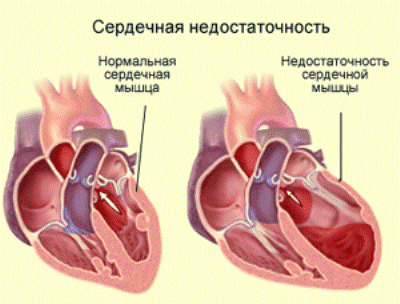 Сердечная недостаточность
Нормальная
сердечная
мышца
Недостаточность
сердечной
мышцы